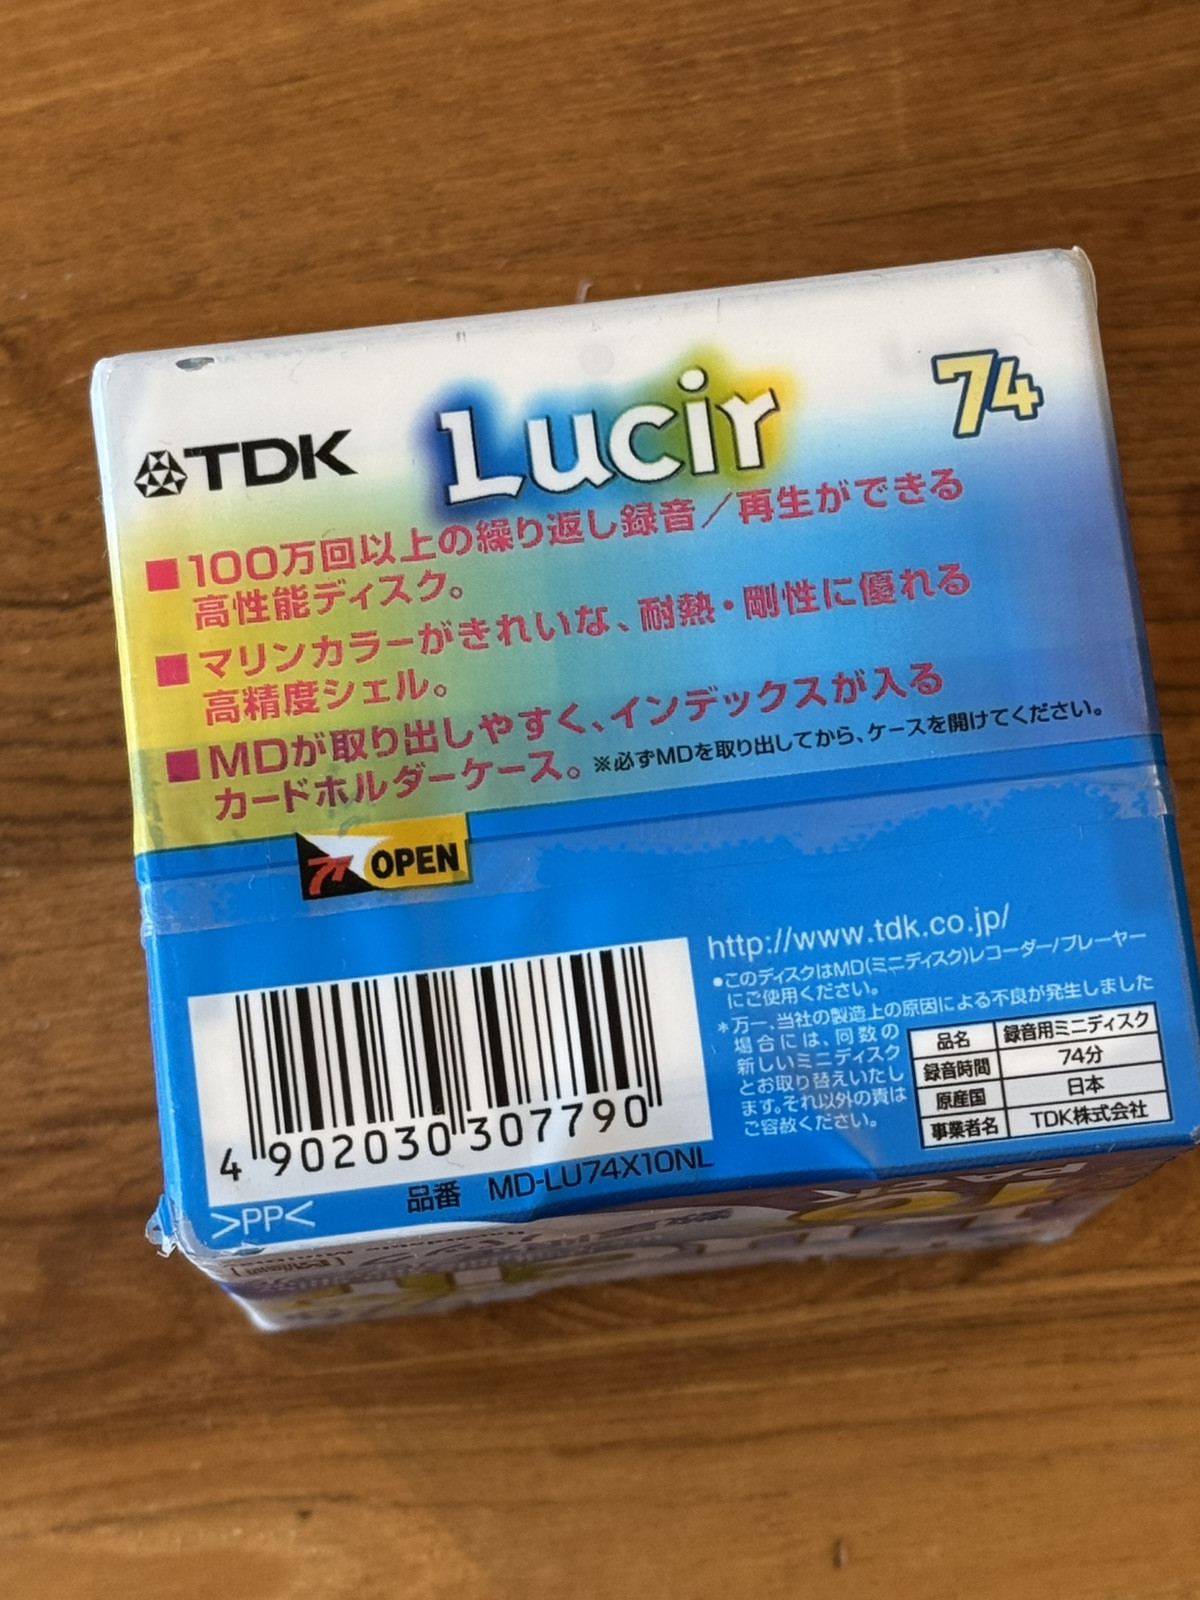 TDK Lucir 74
■100万回以上の繰り返し録音／再生ができる
高性能ディスク。
■マリンカラーがきれいな、耐熱・剛性に優れる
高精度シェル。
■MDが取り出しやすく、インデックスが入る
カードホルダーケース。※必ずMDを取り出してから、ケースを開けてください。
OPEN
http://www.tdk.co.jp/
●このディスクはMD(ミニディスク)レコーダー/プレーヤー
にご使用ください。
＊万一、当社の製造上の原因による不良が発生しました
場合には、同数の
新しいミニディスク
とお取り替えいたし
ます。それ以外の責は
ご容赦ください。
品名 録音用ミニディスク
録音時間 74分
原産国 日本
事業者名 TDK株式会社
4 902030 307790
品番 MD-LU74X10NL
>PP<
PACK
10